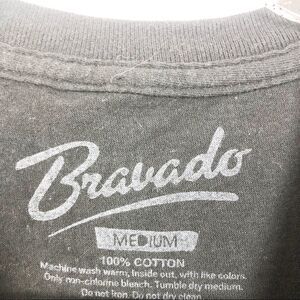 Bravado
MEDIUM
100% COTTON
Machine wash warm, inside out, with like colors.
Only non-chlorine bleach. Tumble dry medium.
Do not iron. Do not dry clean.